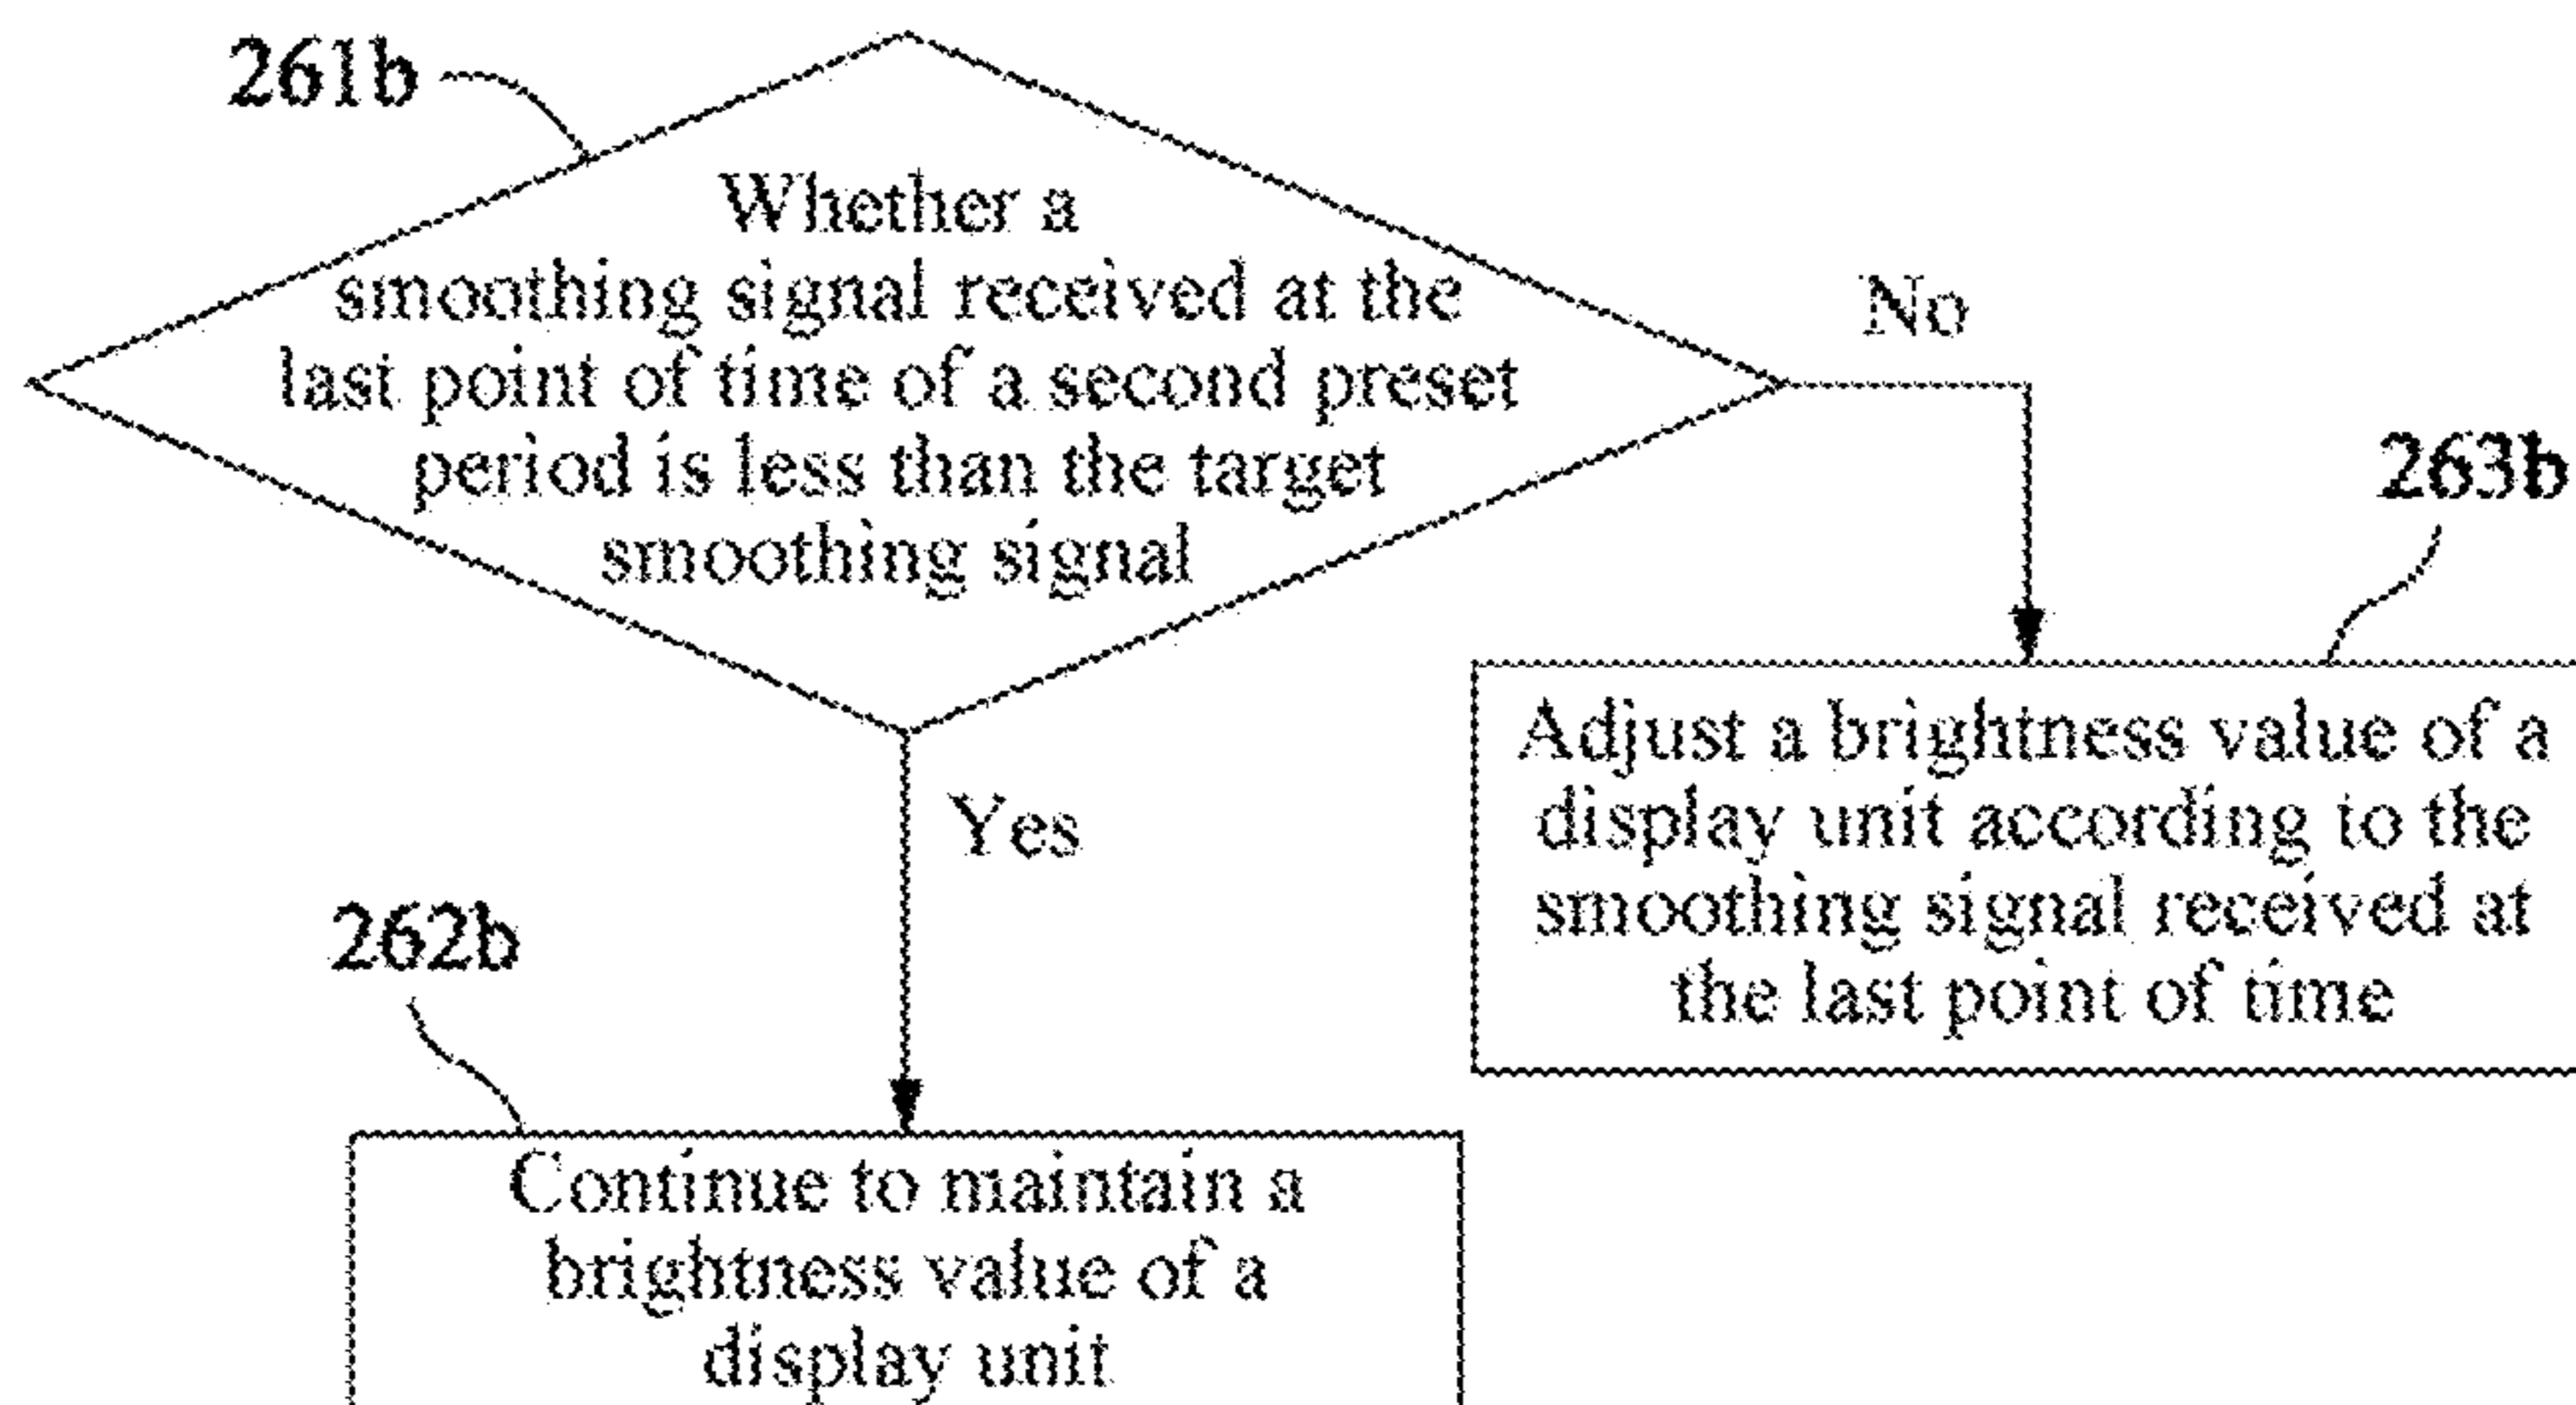 261b
Whether a
smoothing signal received at the
last point of time of a second preset
period is less than the target
smoothing signal
No
263b
Adjust a brightness value of a
display unit according to the
smoothing signal received at
the last point of time
Yes
262b
Continue to maintain a
brightness value of a
display unit